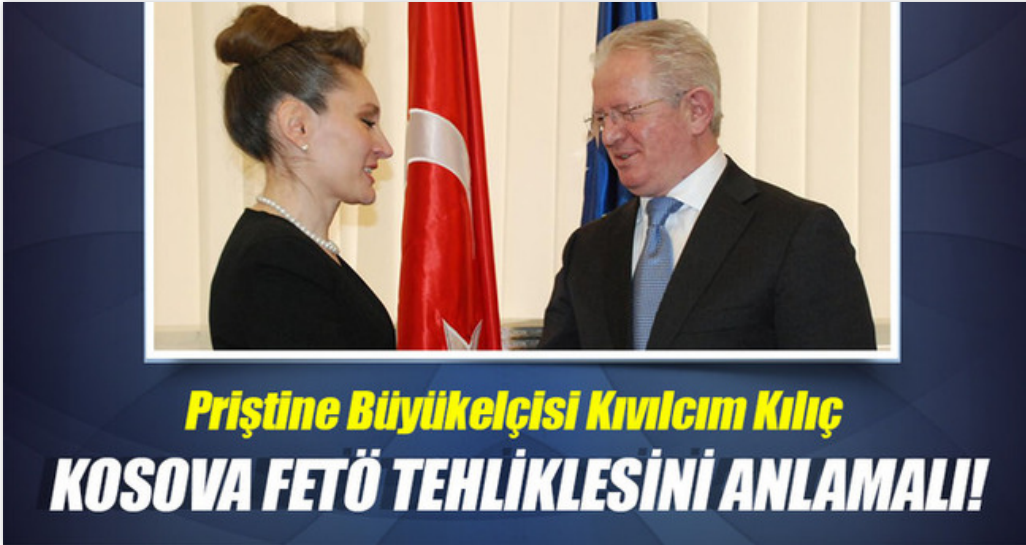 Priştine Büyükelçisi Kıvılcım Kılıç
KOSOVA FETÖ TEHLİKLESİNİ ANLAMALI!